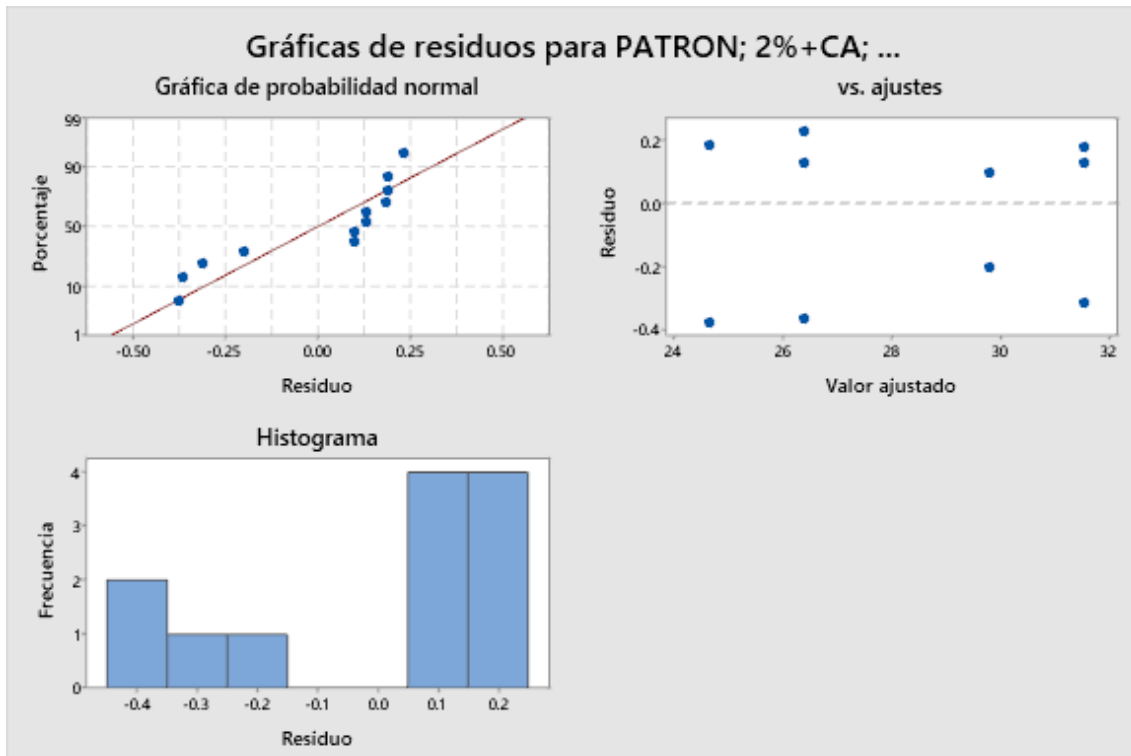 Gráficas de residuos para PATRON; 2%+CA; ...
Gráfica de probabilidad normal
99
90
50
10
1
Porcentaje
-0.50 -0.25 0.00 0.25 0.50
Residuo
vs. ajustes
0.2
0.0
-0.2
-0.4
Residuo
24 26 28 30 32
Valor ajustado
Histograma
4
3
2
1
0
Frecuencia
-0.4 -0.3 -0.2 -0.1 0.0 0.1 0.2
Residuo